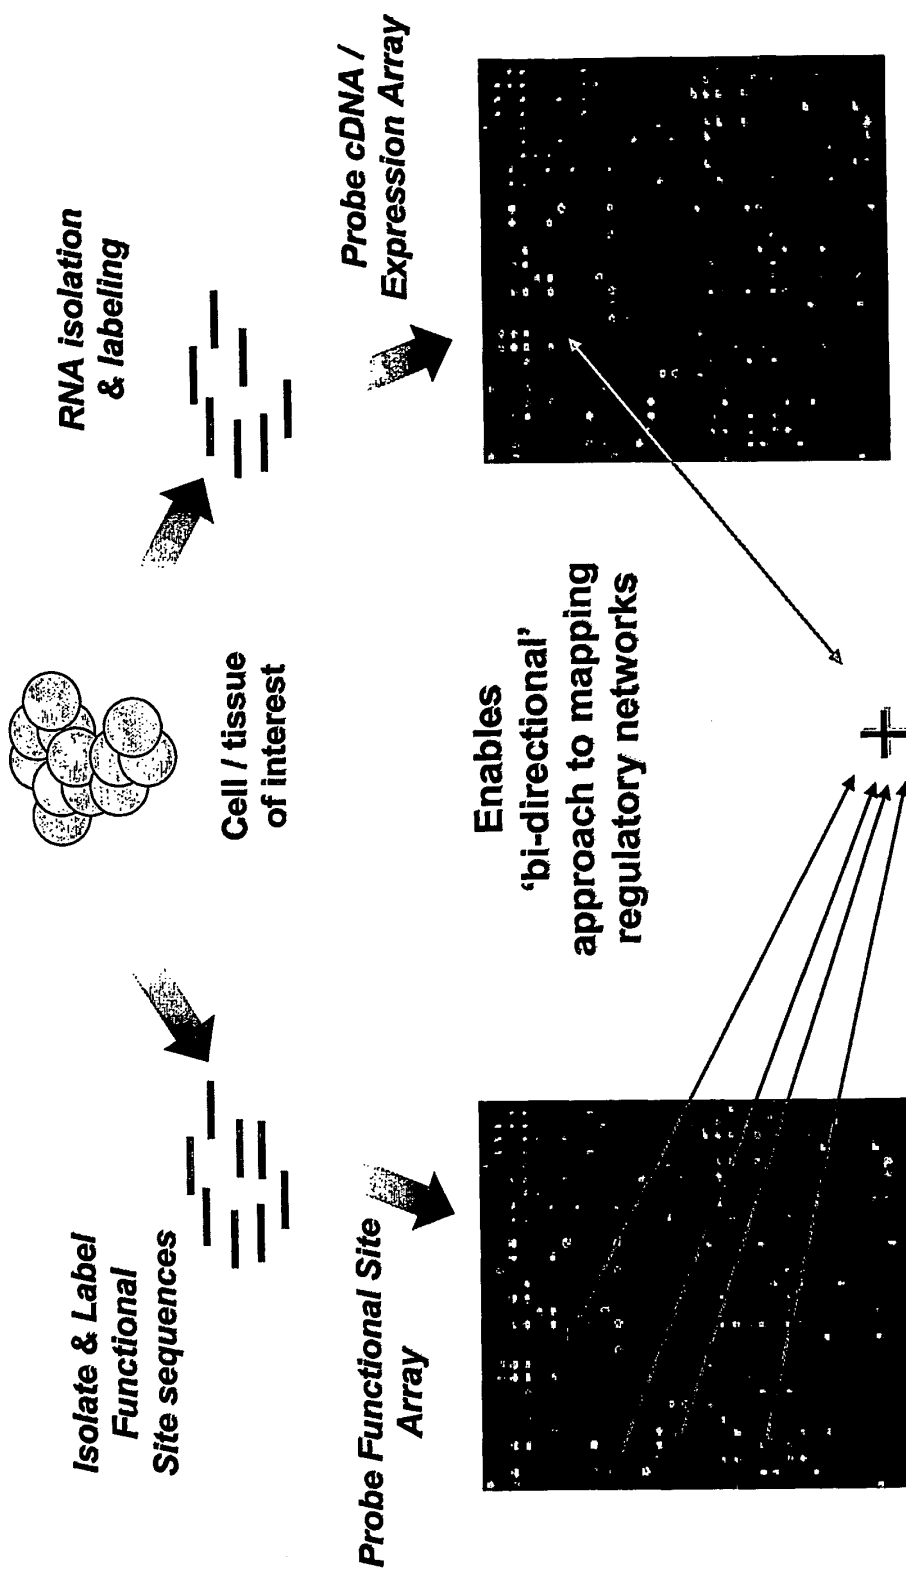 Cell / tissue
of interest
Isolate & Label
Functional
Site sequences
RNA isolation
& labeling
Probe Functional Site
Array
Probe cDNA /
Expression Array
Enables
‘bi-directional’
approach to mapping
regulatory networks
+